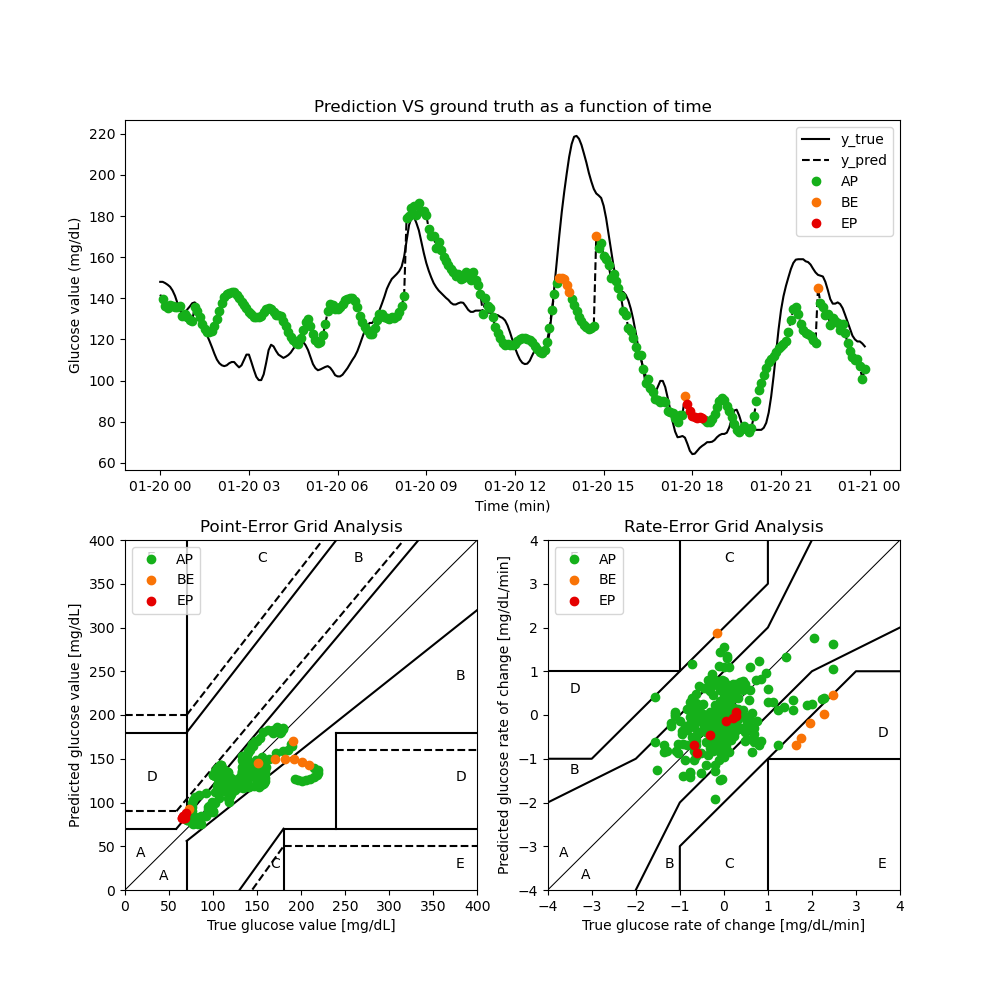 Prediction VS ground truth as a function of time
Glucose value (mg/dL)
220
200
180
160
140
120
100
80
60
y_true
y_pred
AP
BE
EP
01-20 00 01-20 03 01-20 06 01-20 09 01-20 12 01-20 15 01-20 18 01-20 21 01-21 00
Time (min)
Point-Error Grid Analysis
Predicted glucose value [mg/dL]
400
350
300
250
200
150
100
50
0
AP
BE
EP
C
B
B
D
D
A
A
C
E
0 50 100 150 200 250 300 350 400
True glucose value [mg/dL]
Rate-Error Grid Analysis
Predicted glucose rate of change [mg/dL/min]
4
3
2
1
0
−1
−2
−3
−4
AP
BE
EP
C
D
D
B
A
A
B
C
E
−4 −3 −2 −1 0 1 2 3 4
True glucose rate of change [mg/dL/min]